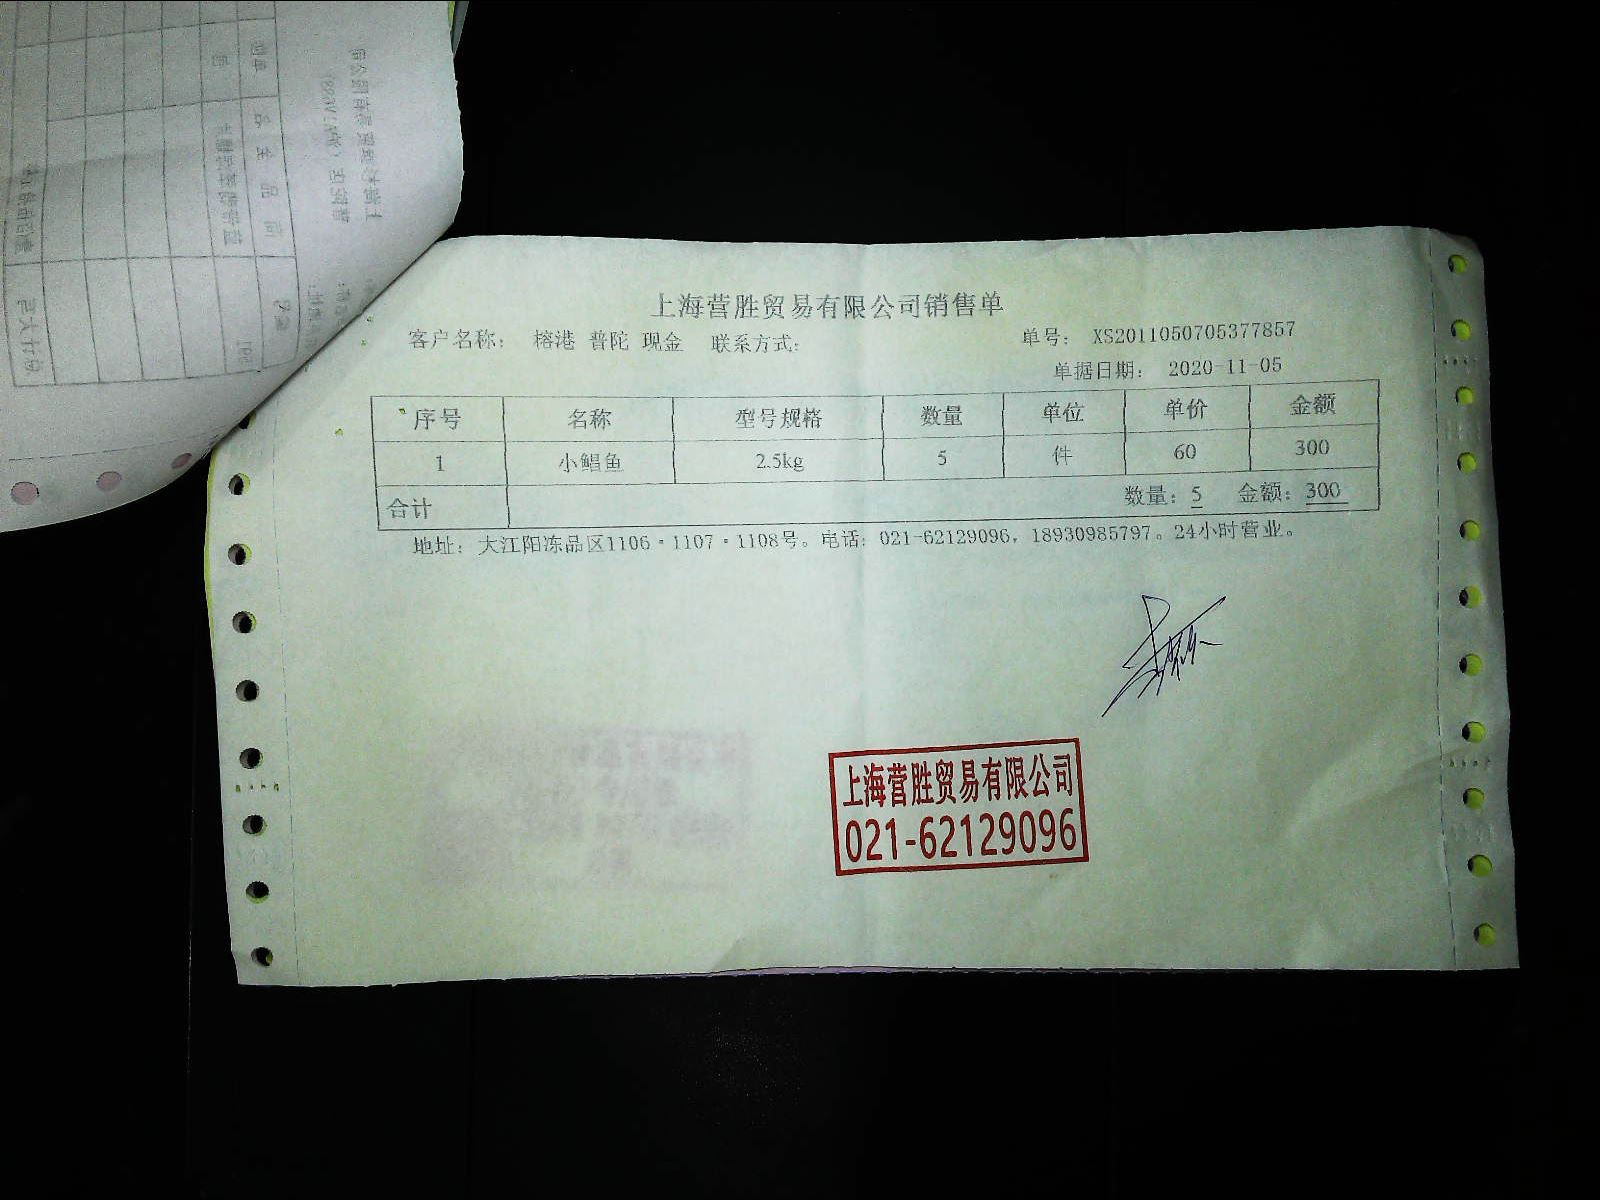 上海营胜贸易有限公司销售单
客户名称： 榕港 普陀 现金 联系方式： 单号： XS2011050705377857
单据日期： 2020-11-05
序号 名称 型号规格 数量 单位 单价 金额
1 小鲳鱼 2.5kg 5 件 60 300
合计 数量：5 金额：300
地址：大江阳冻品区1106·1107·1108号。电话：021-62129096，18930985797。24小时营业。
上海营胜贸易有限公司
021-62129096